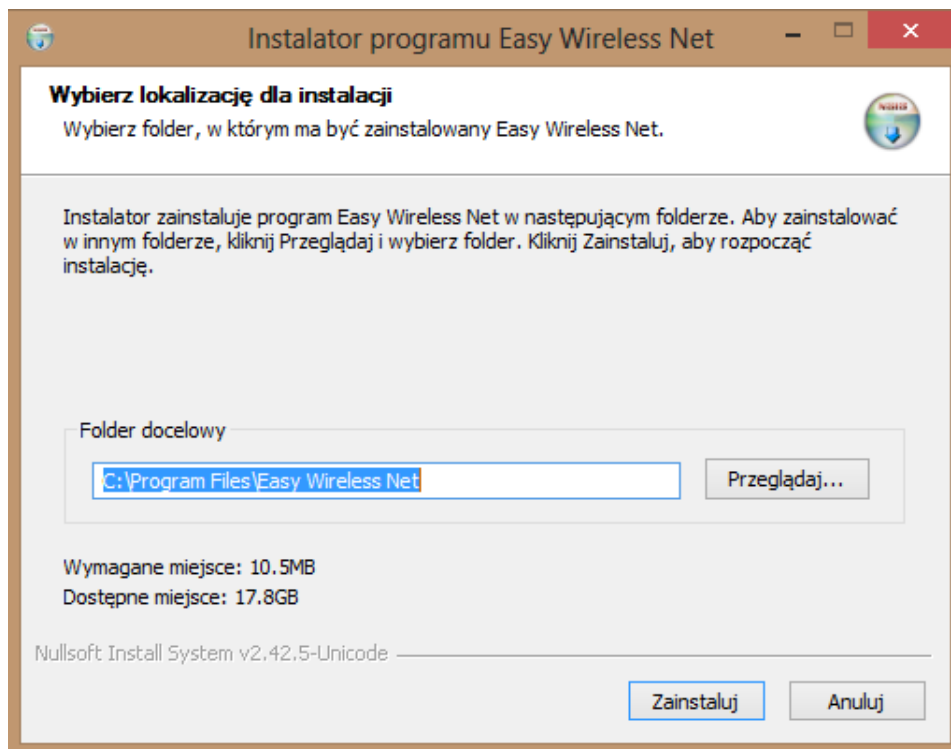 Instalator programu Easy Wireless Net
Wybierz lokalizację dla instalacji
Wybierz folder, w którym ma być zainstalowany Easy Wireless Net.
Instalator zainstaluje program Easy Wireless Net w następującym folderze. Aby zainstalować
w innym folderze, kliknij Przeglądaj i wybierz folder. Kliknij Zainstaluj, aby rozpocząć
instalację.
Folder docelowy
C:\Program Files\Easy Wireless Net
Przeglądaj...
Wymagane miejsce: 10.5MB
Dostępne miejsce: 17.8GB
Nullsoft Install System v2.42.5-Unicode
Zainstaluj
Anuluj